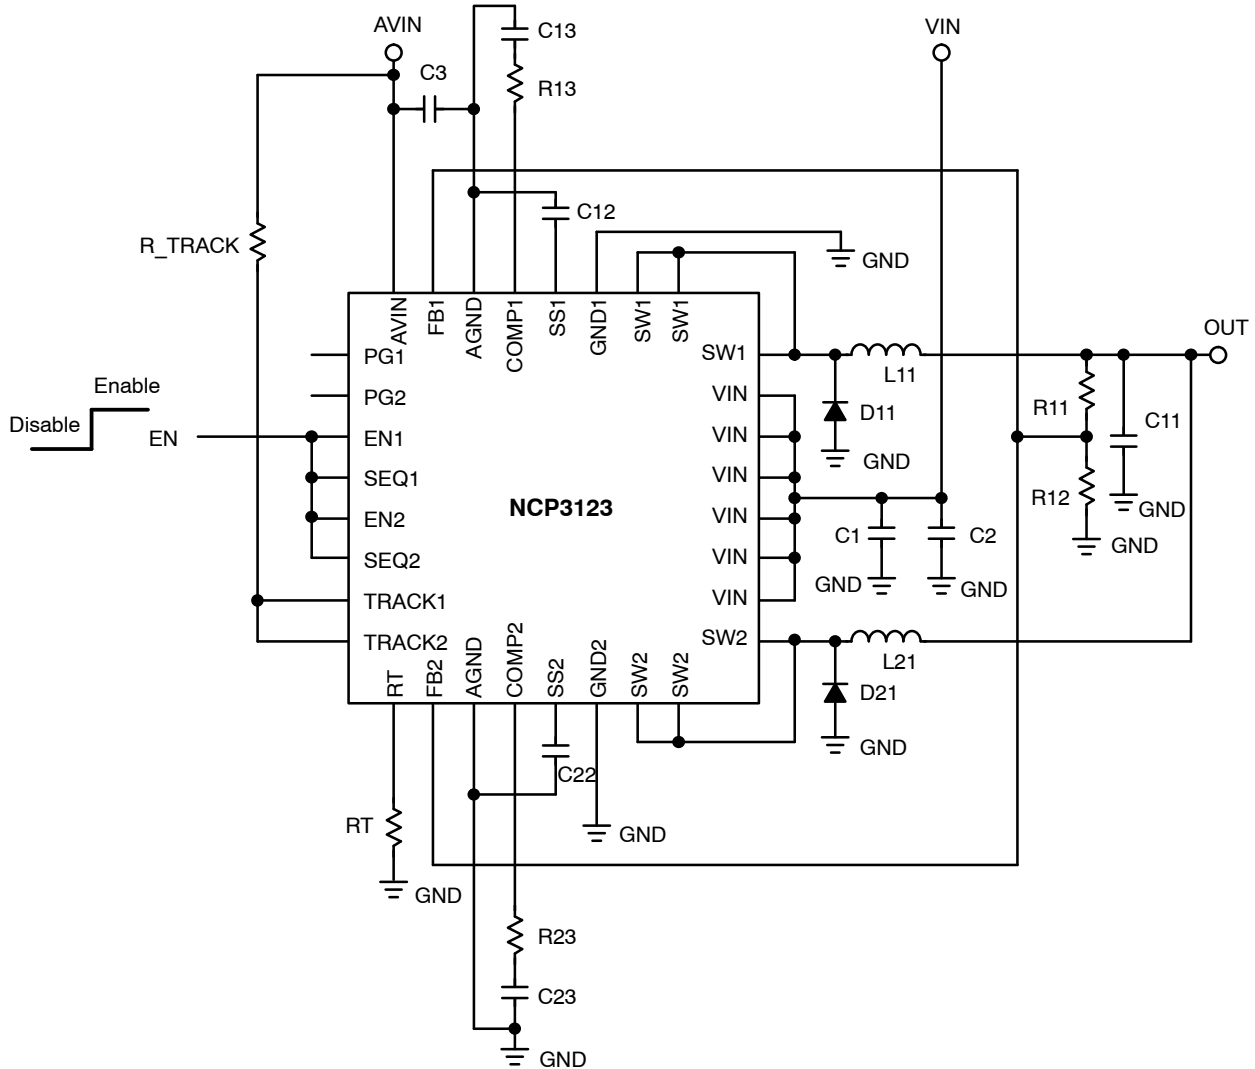 C13
AVIN
VIN
C3
R13
C12
R_TRACK
GND
AVIN
FB1
AGND
COMP1
SS1
GND1
SW1
SW1
OUT
PG1
SW1
L11
Enable
PG2
VIN
R11
D11
C11
Disable
EN
EN1
VIN
GND
SEQ1
VIN
R12
NCP3123
GND
EN2
VIN
C1
C2
GND
SEQ2
VIN
GND
GND
TRACK1
VIN
TRACK2
SW2
L21
RT
FB2
AGND
COMP2
SS2
GND2
SW2
SW2
D21
GND
C22
RT
GND
GND
R23
C23
GND